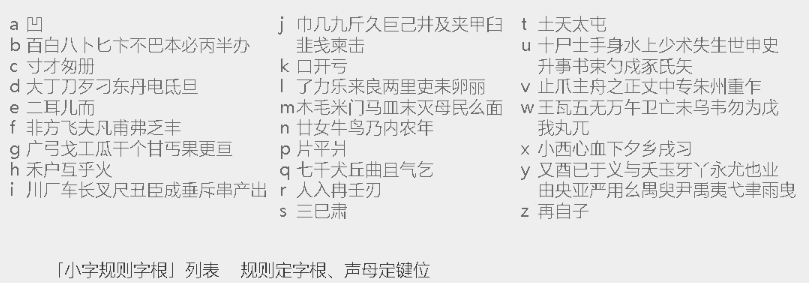 a 凹
b 百白八卜匕卞不巴本必丙半办
c 寸才匆册
d 大丁刀歹刁东丹电氐旦
e 二耳儿而
f 非方飞夫凡甫弗乏丰
g 广弓戈工瓜干个甘丐果更亘
h 禾户互乎火
i 川厂车长叉尺丑臣成垂斥串产出
j 巾几九斤久巨己井及夹甲臼
韭戋柬击
k 口开亏
l 了力乐来良两里吏耒卵丽
m 木毛米门马皿末灭母民么面
n 廿女牛鸟乃内农年
p 片平爿
q 七千犬丘曲且气乞
r 人入冉壬刃
s 三巳肃
t 土天太屯
u 十尸士手身水上少术失生世申史
升事书束勺戍豕氏矢
v 止爪主舟之正丈中专朱州重乍
w 王瓦五无万午卫亡未乌韦勿为戊
我丸兀
x 小西心血下夕乡戌习
y 又酉已于义与夭玉牙丫永尤也业
由央亚严用幺禺臾尹禹夷弋聿雨曳
z 再自子
「小字规则字根」列表 规则定字根、声母定键位